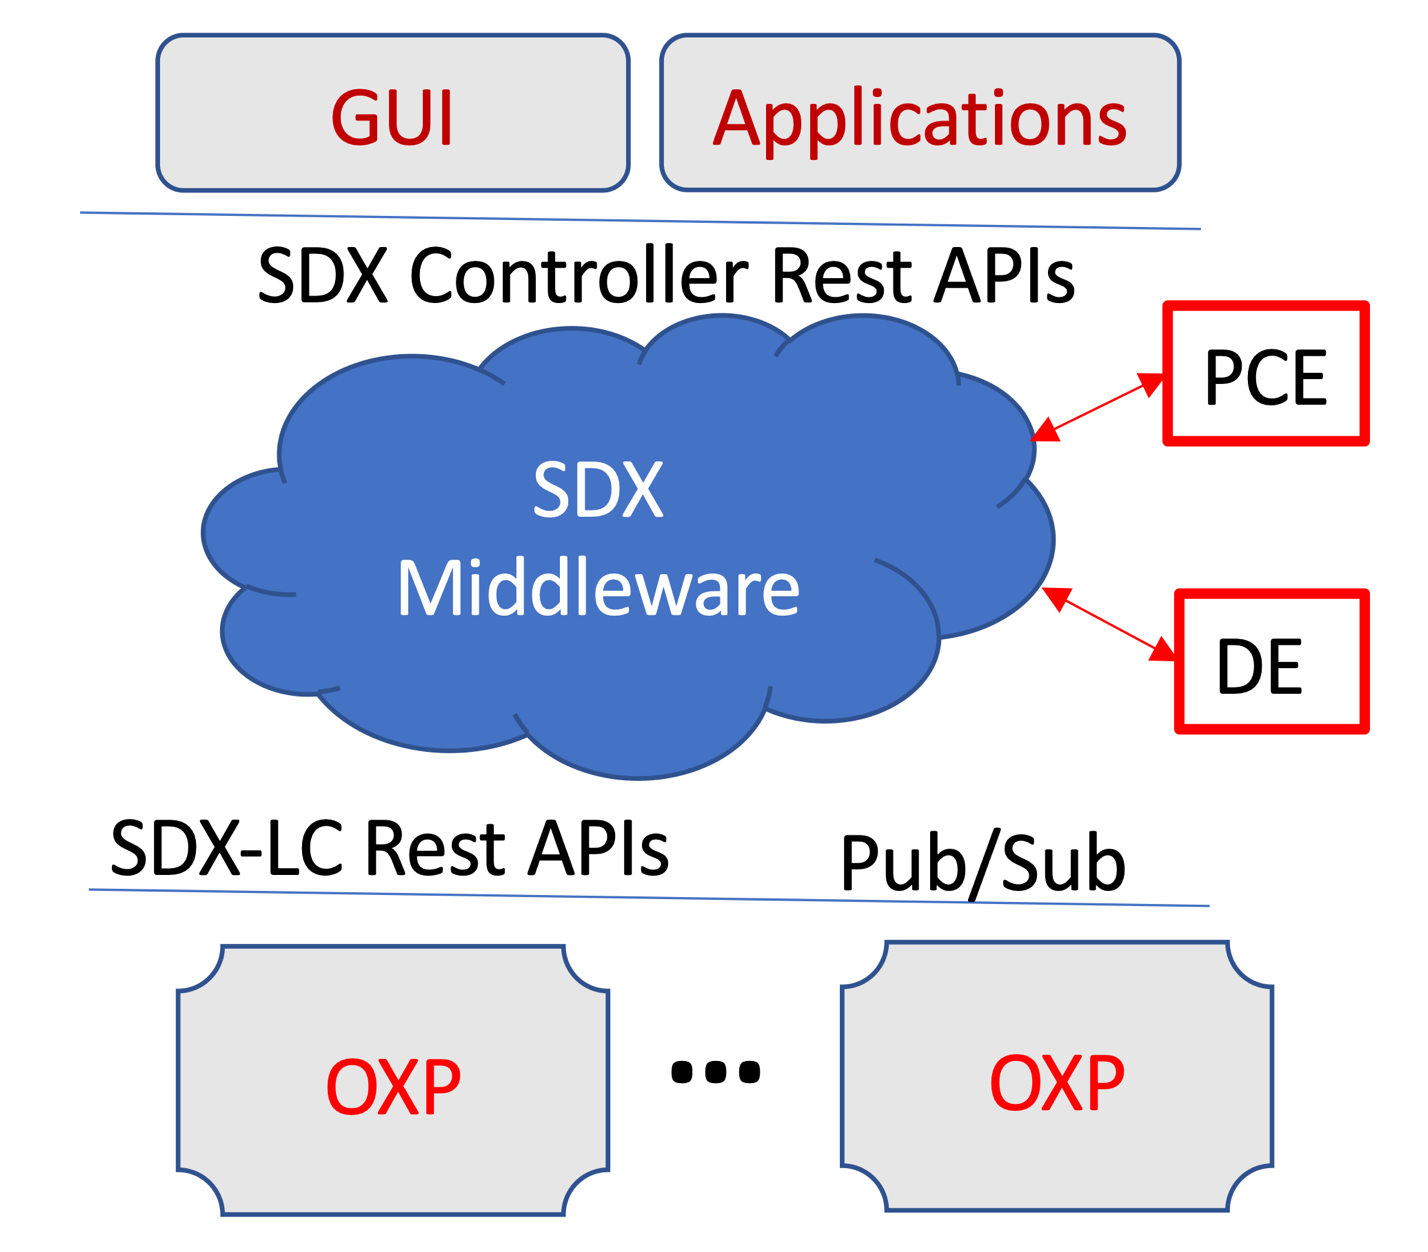 GUI
Applications
SDX Controller Rest APIs
PCE
SDX
Middleware
DE
SDX-LC Rest APIs
Pub/Sub
OXP
...
OXP